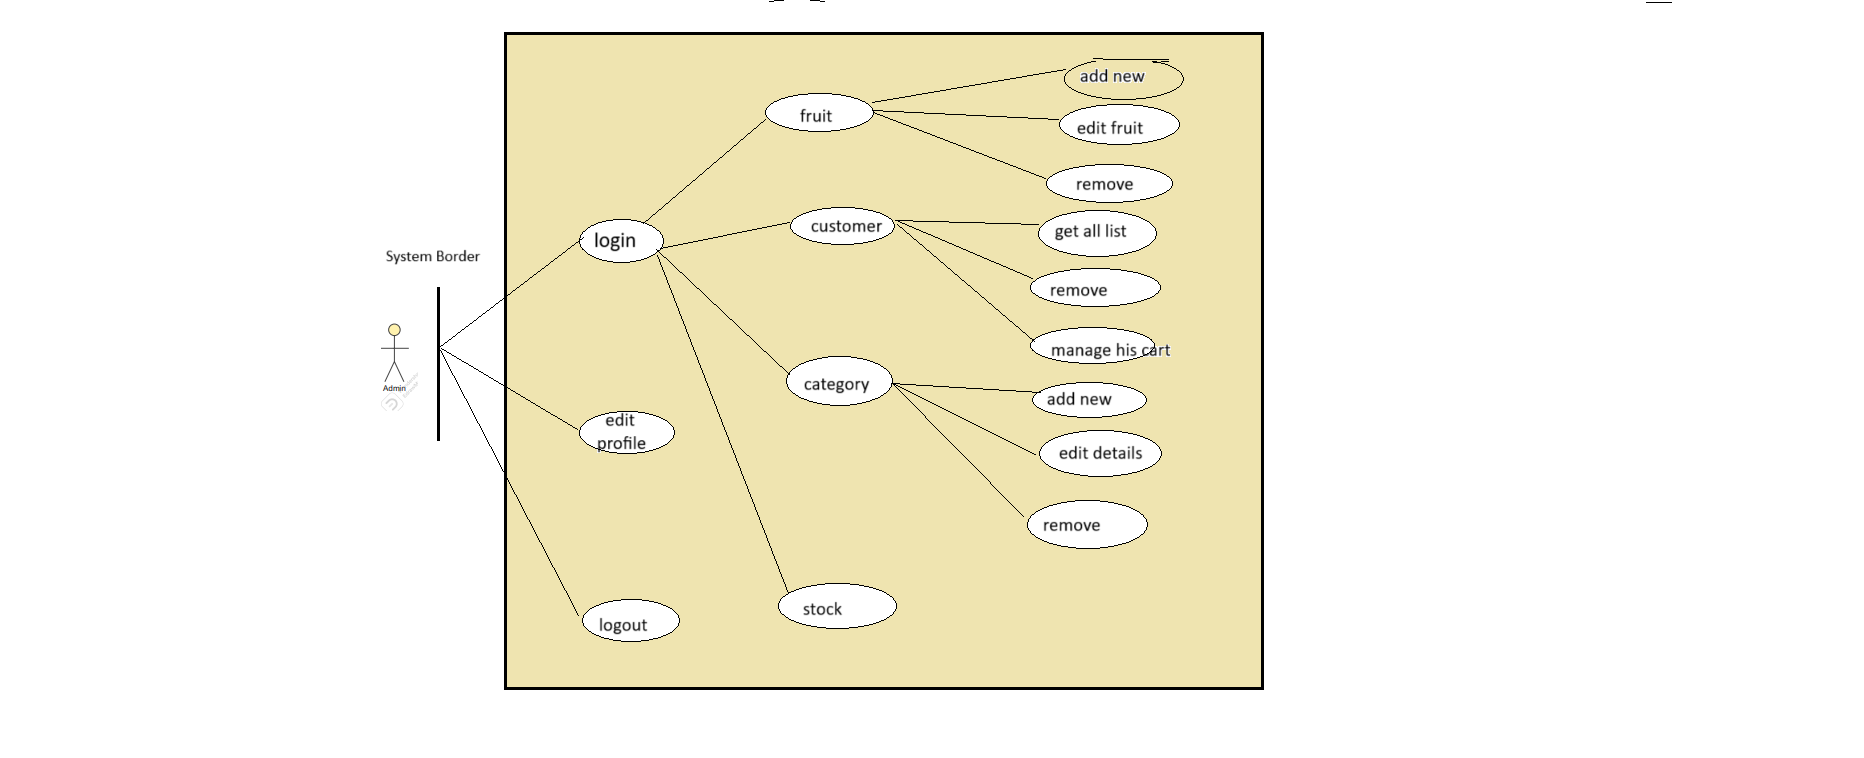 add new
fruit
edit fruit
remove
customer
get all list
login
System Border
remove
manage his cart
Admin
category
add new
edit
profile
edit details
remove
stock
logout